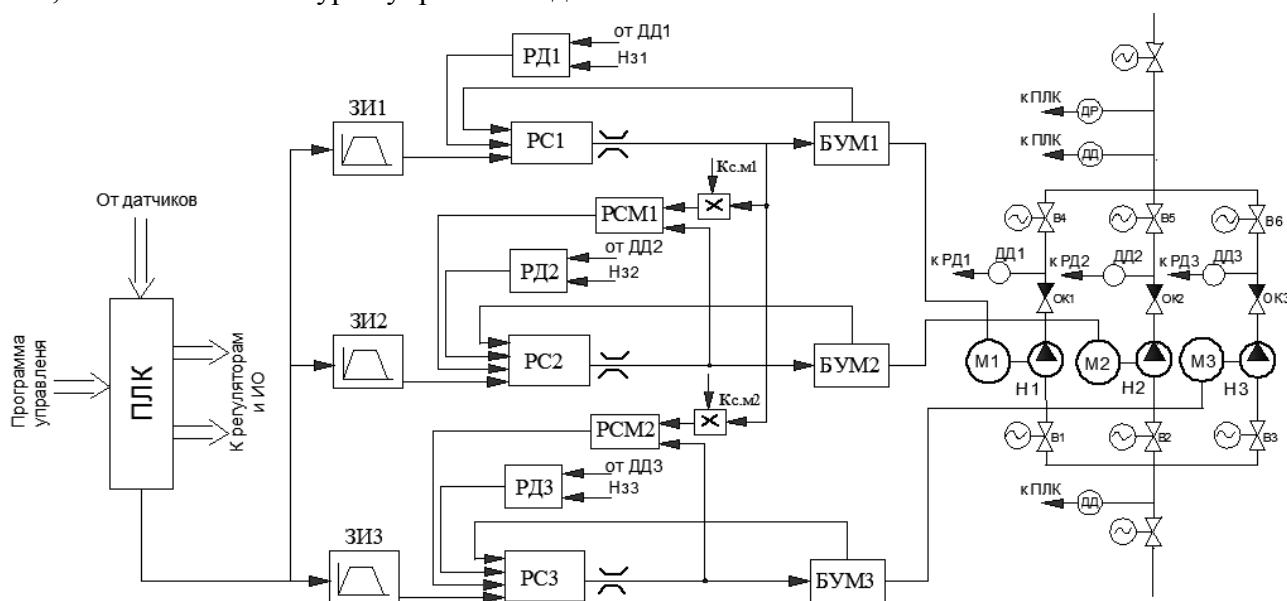 от ДД1
РД1
Нз1
ЗИ1
РС1
БУМ1
Кс.м1
РСМ1
от ДД2
РД2
Нз2
ЗИ2
РС2
БУМ2
Кс.м2
РСМ2
от ДД3
РД3
Нз3
ЗИ3
РС3
БУМ3
От датчиков
Программа
управленя
ПЛК
К регуляторам
и ИО
к ПЛК
ДР
к ПЛК
ДД
В4
В5
В6
к РД1
ДД1
к РД2
ДД2
к РД3
ДД3
ОК1
ОК2
ОК3
М1
М2
М3
Н1
Н2
Н3
В1
В2
В3
к ПЛК
ДД